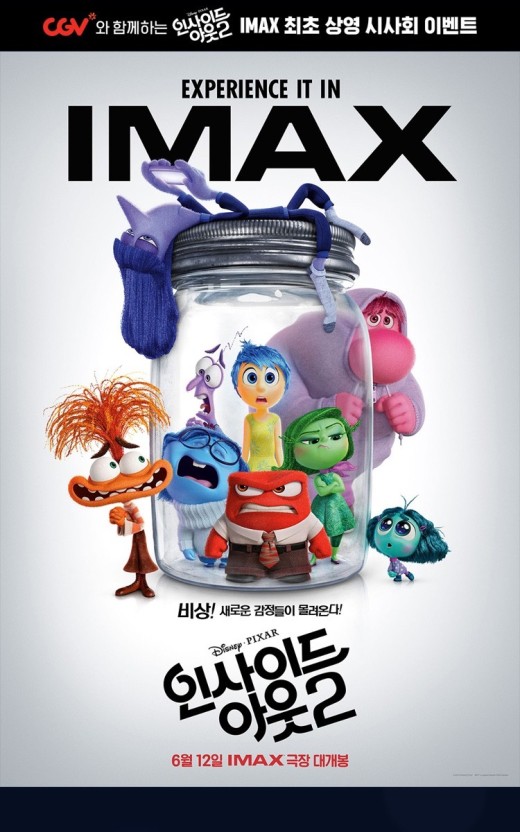 CGV 와 함께하는 Disney·PIXAR 인사이드 아웃2 IMAX 최초 상영 시사회 이벤트
EXPERIENCE IT IN
IMAX
비상! 새로운 감정들이 몰려온다!
Disney·PIXAR
인사이드
아웃2
6월 12일 IMAX 극장 대개봉